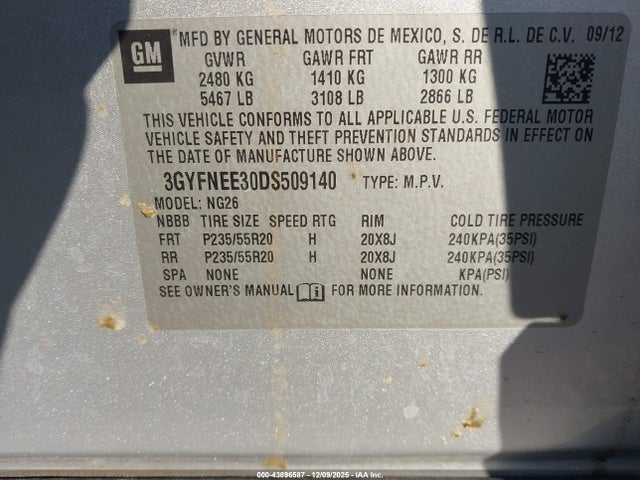 GM
MFD BY GENERAL MOTORS DE MEXICO, S. DE R.L. DE C.V. 09/12
GVWR GAWR FRT GAWR RR
2480 KG 1410 KG 1300 KG
5467 LB 3108 LB 2866 LB
THIS VEHICLE CONFORMS TO ALL APPLICABLE U.S. FEDERAL MOTOR
VEHICLE SAFETY AND THEFT PREVENTION STANDARDS IN EFFECT ON
THE DATE OF MANUFACTURE SHOWN ABOVE.
3GYFNEE30DS509140 TYPE: M.P.V.
MODEL: NG26
NBBB TIRE SIZE SPEED RTG RIM COLD TIRE PRESSURE
FRT P235/55R20 H 20X8J 240KPA(35PSI)
RR P235/55R20 H 20X8J 240KPA(35PSI)
SPA NONE NONE KPA(PSI)
SEE OWNER'S MANUAL FOR MORE INFORMATION.
000-43896587 - 12/09/2025 - IAA Inc.